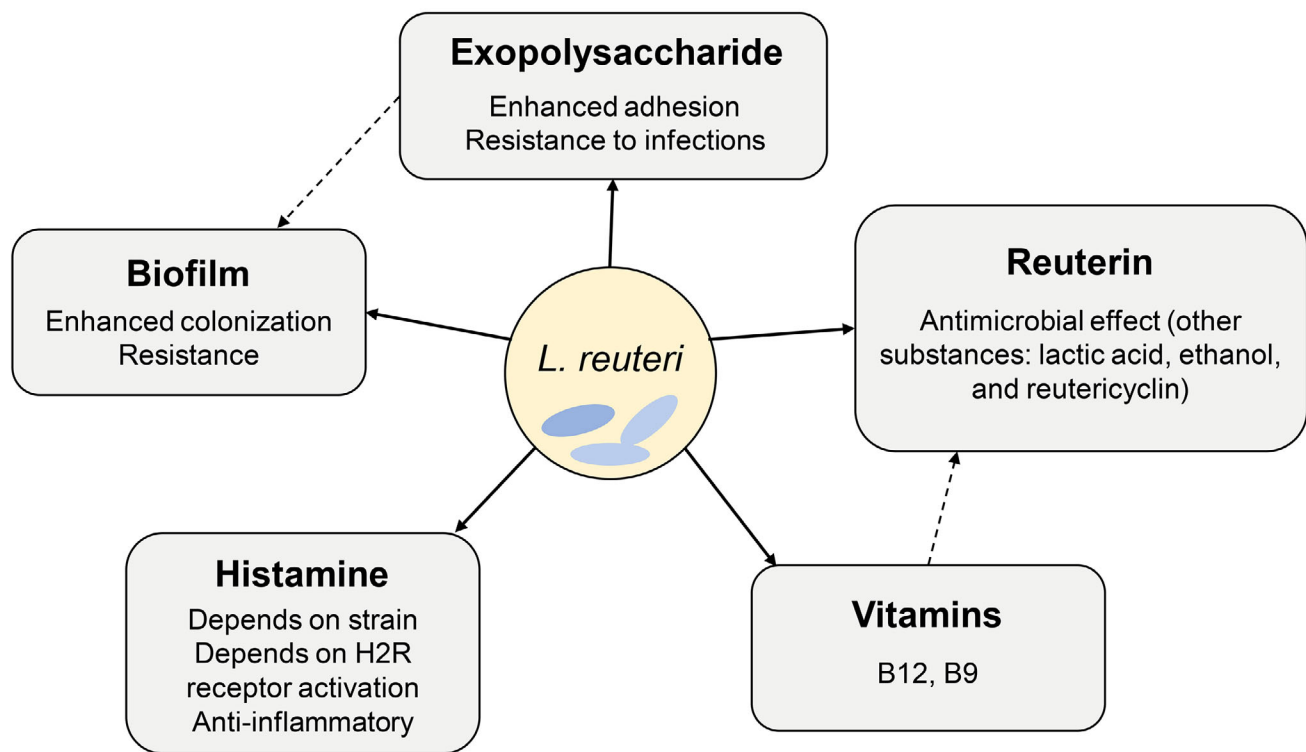 Exopolysaccharide
Enhanced adhesion
Resistance to infections
Biofilm
Enhanced colonization
Resistance
Reuterin
Antimicrobial effect (other
substances: lactic acid, ethanol,
and reutericyclin)
L. reuteri
Histamine
Depends on strain
Depends on H2R
receptor activation
Anti-inflammatory
Vitamins
B12, B9